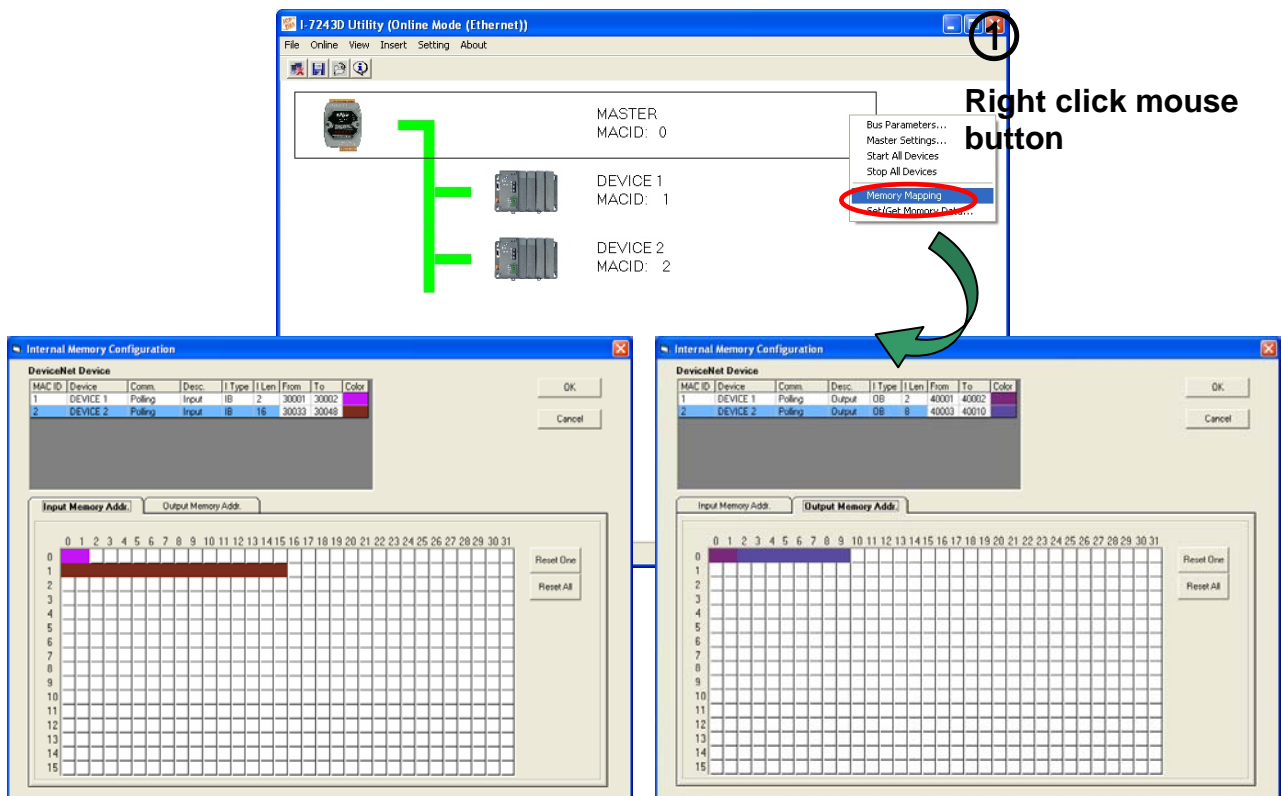 I-7243D Utility (Online Mode (Ethernet))
File Online View Insert Setting About
1
Right click mouse
button
MASTER
MACID: 0
DEVICE 1
MACID: 1
DEVICE 2
MACID: 2
Bus Parameters...
Master Settings...
Start All Devices
Stop All Devices
Memory Mapping
Set/Get Memory Data...
Internal Memory Configuration
DeviceNet Device
MAC ID Device Comm. Desc. I Type I Len From To Color
1 DEVICE 1 Polling Input IB 2 30001 30002
2 DEVICE 2 Polling Input IB 16 30033 30048
OK
Cancel
Input Memory Addr. Output Memory Addr.
0 1 2 3 4 5 6 7 8 9 10 11 12 13 14 15 16 17 18 19 20 21 22 23 24 25 26 27 28 29 30 31
0
1
2
3
4
5
6
7
8
9
10
11
12
13
14
15
Reset One
Reset All
Internal Memory Configuration
DeviceNet Device
MAC ID Device Comm. Desc. I Type I Len From To Color
1 DEVICE 1 Polling Output OB 2 40001 40002
2 DEVICE 2 Polling Output OB 8 40003 40010
OK
Cancel
Input Memory Addr. Output Memory Addr.
0 1 2 3 4 5 6 7 8 9 10 11 12 13 14 15 16 17 18 19 20 21 22 23 24 25 26 27 28 29 30 31
0
1
2
3
4
5
6
7
8
9
10
11
12
13
14
15
Reset One
Reset All